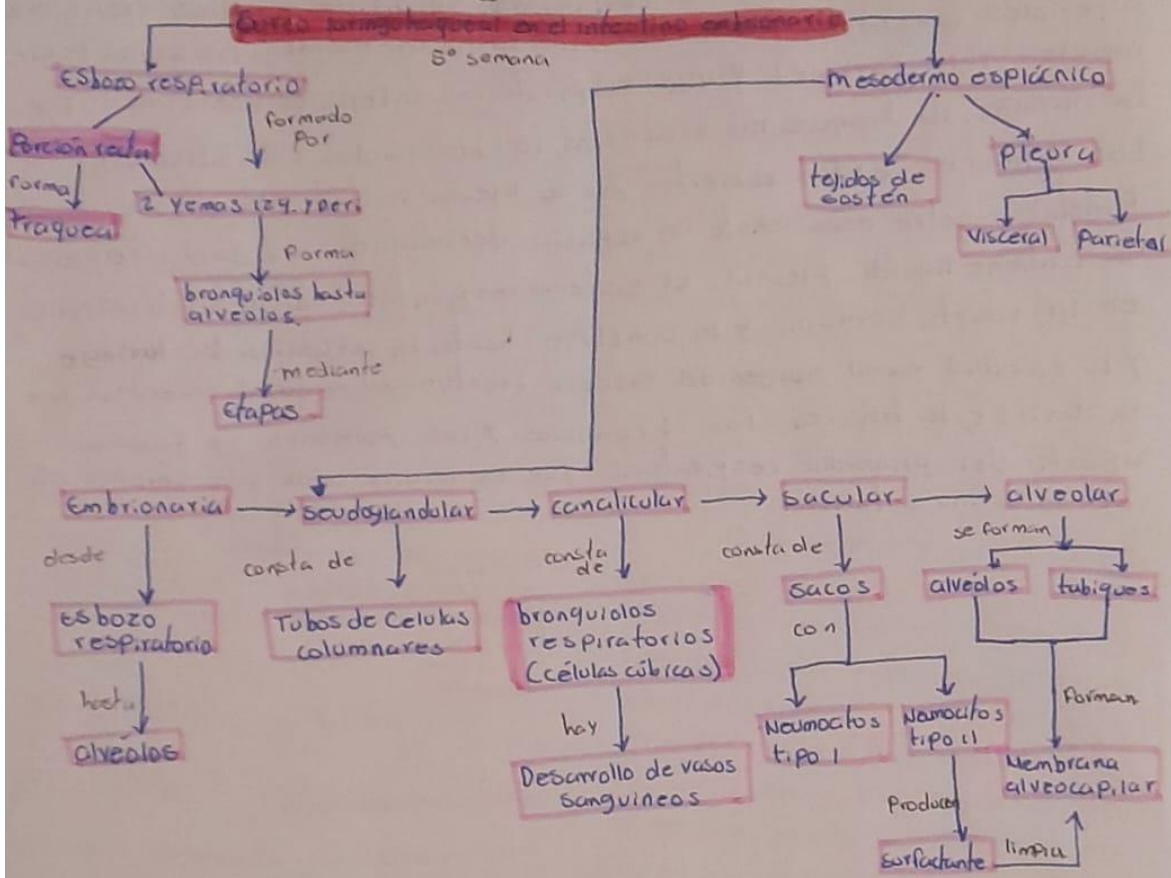 Surco laringotraqueal en el intestino embrionario
5° semana
Esbozo respiratorio
mesodermo esplácnico
formado
por
Porción recta
forma
traquea
2 yemas izq. y der.
Forma
bronquiolos hasta
alvéolos
mediante
Etapas
tejidos de
sostén
Pleura
Visceral
Parietal
Embrionaria
seudoglandular
canalicular
sacular
alveolar
desde
consta de
consta
de
consta de
se forman
Esbozo
respiratorio
Tubos de Celulas
columnares
bronquiolos
respiratorios
(células cúbicas)
sacos
alveólos
tabiques
hasta
alvéolos
hay
Desarrollo de vasos
sanguineos
con
Neumocitos
tipo I
Neumocitos
tipo II
Forman
Membrana
alveocapilar
Produce
surfactante
limpia